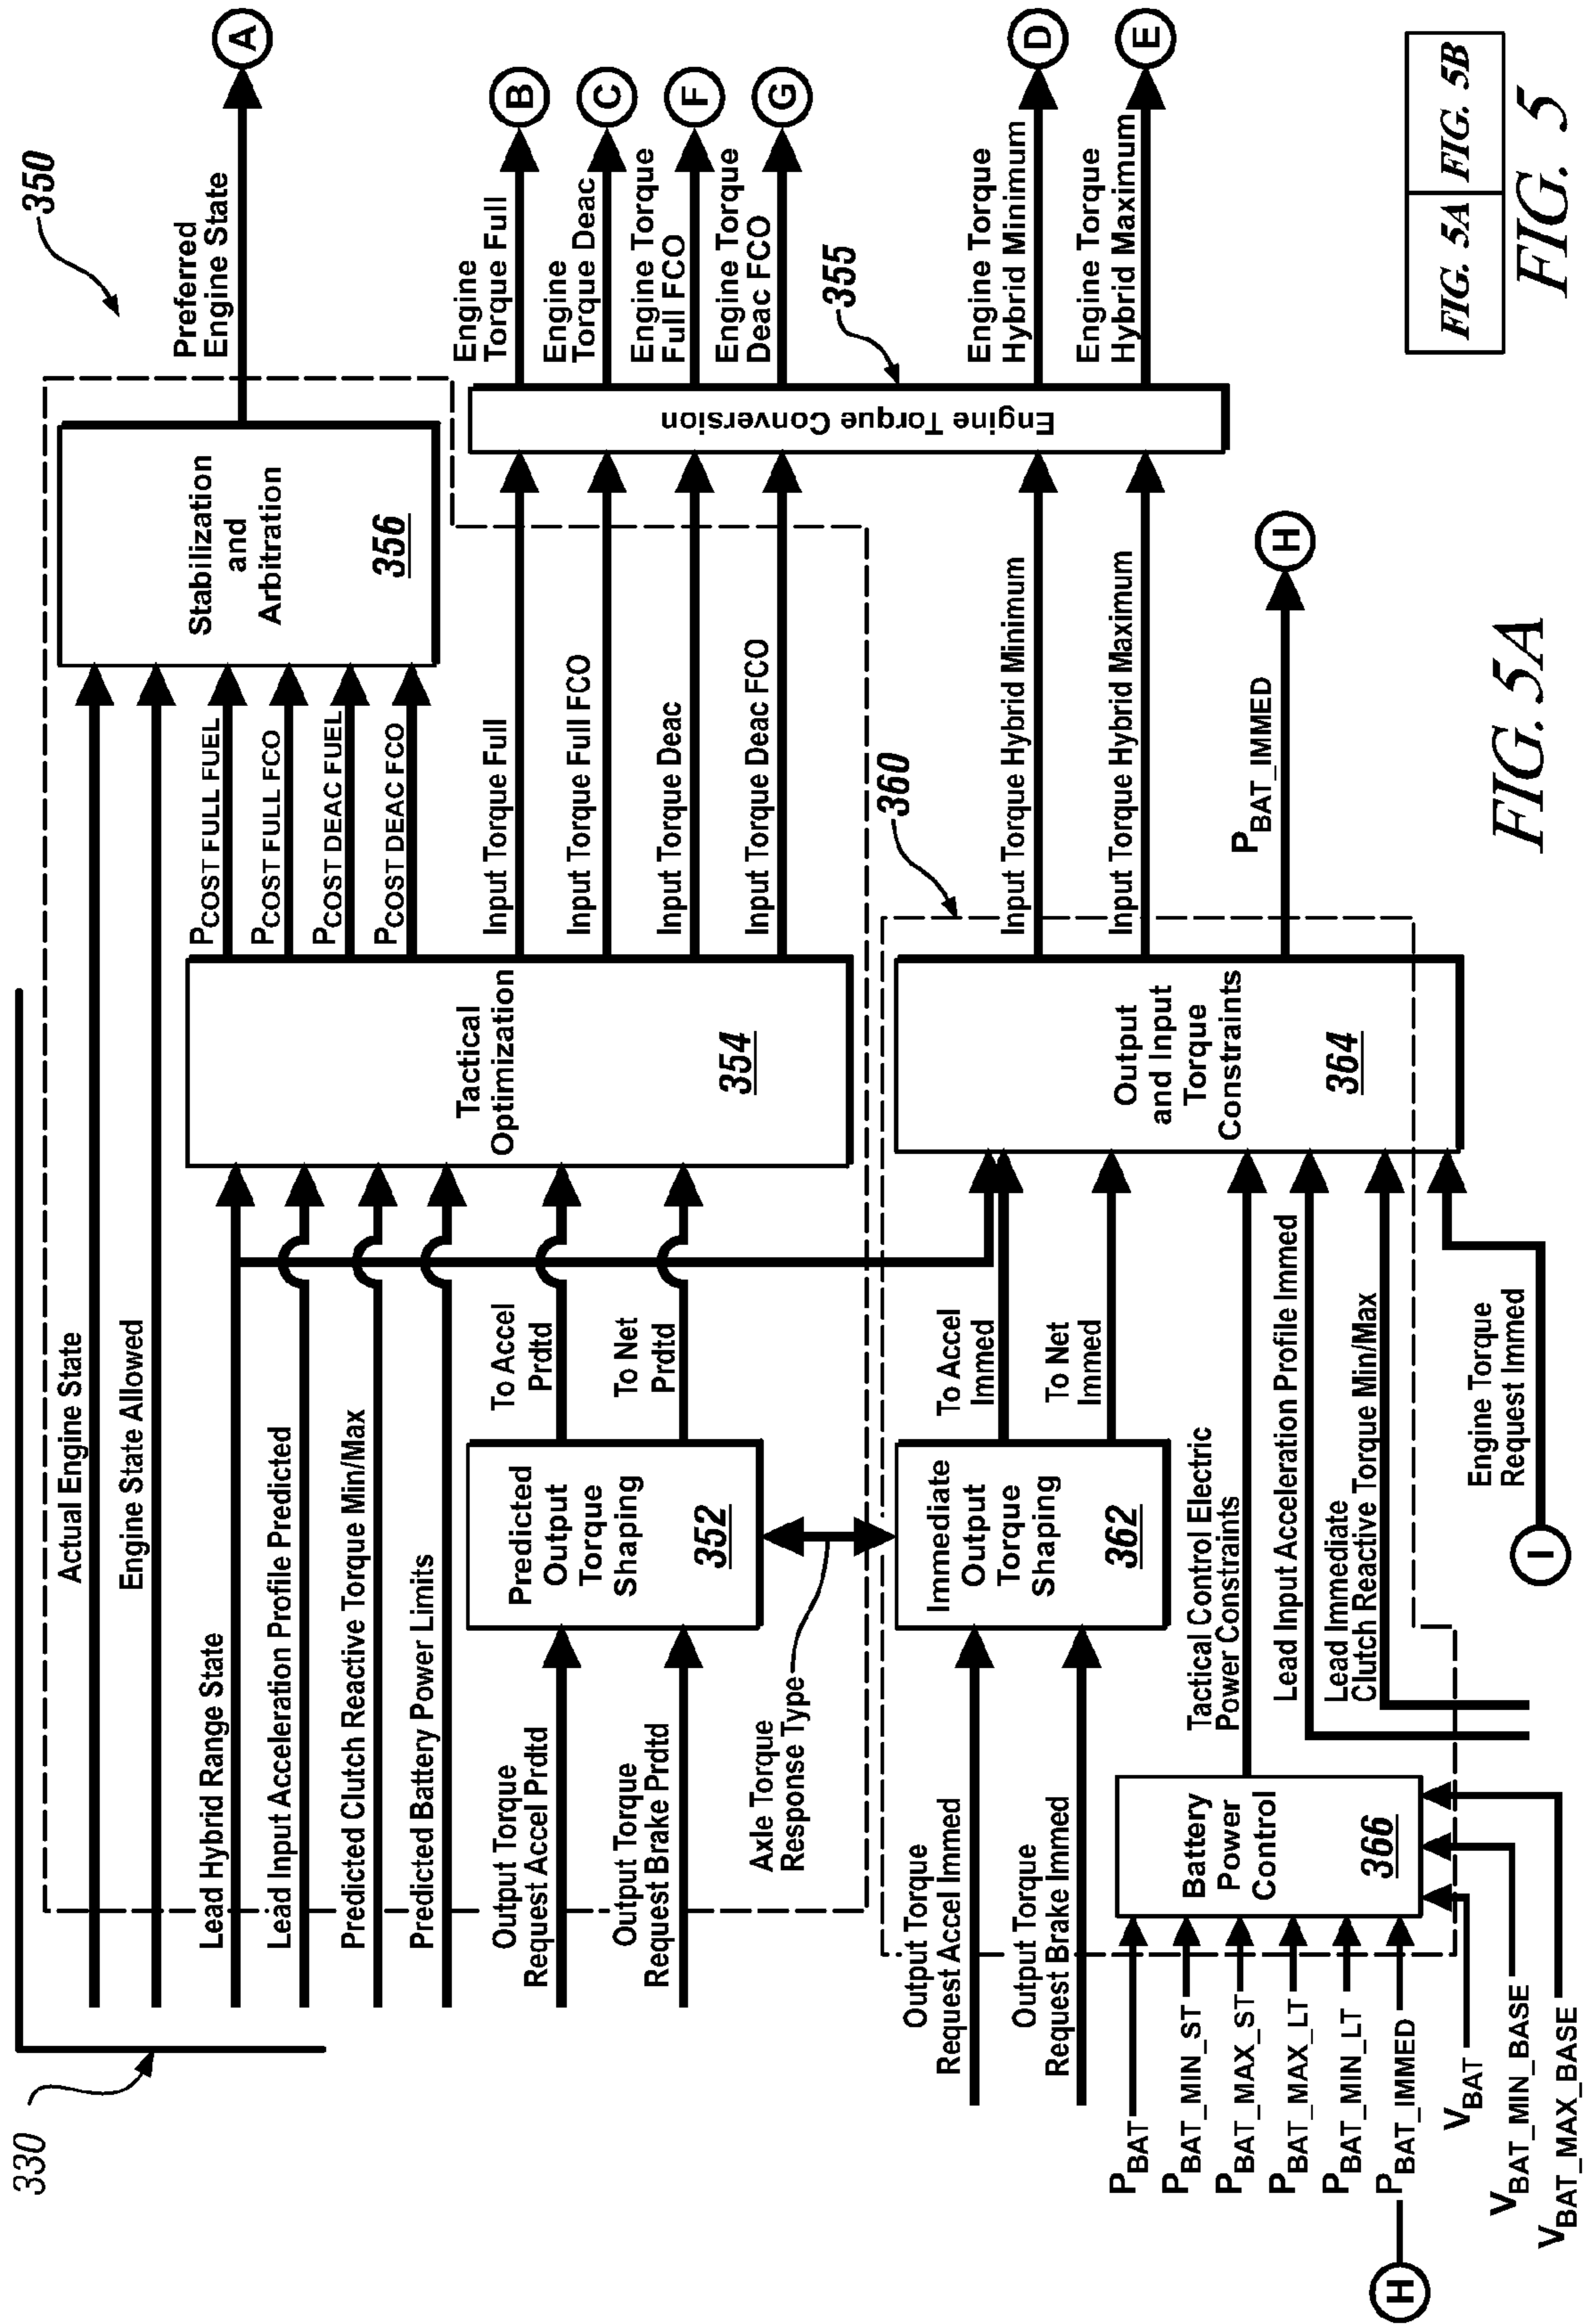 330
350
Actual Engine State
Engine State Allowed
Lead Hybrid Range State
Lead Input Acceleration Profile Predicted
Predicted Clutch Reactive Torque Min/Max
Predicted Battery Power Limits
Output Torque
Request Accel Prdtd
Output Torque
Request Brake Prdtd
Predicted
Output
Torque
Shaping
352
To Accel
Prdtd
To Net
Prdtd
Axle Torque
Response Type
Tactical
Optimization
354
PCOST FULL FUEL
PCOST FULL FCO
PCOST DEAC FUEL
PCOST DEAC FCO
Stabilization
and
Arbitration
356
Preferred
Engine State
A
Input Torque Full
Input Torque Full FCO
Input Torque Deac
Input Torque Deac FCO
Engine Torque Conversion
355
Engine
Torque Full
B
Engine
Torque Deac
C
Engine Torque
Full FCO
F
Engine Torque
Deac FCO
G
Engine Torque
Hybrid Minimum
D
Engine Torque
Hybrid Maximum
E
360
Output Torque
Request Accel Immed
Output Torque
Request Brake Immed
Immediate
Output
Torque
Shaping
362
To Accel
Immed
To Net
Immed
Output
and Input
Torque
Constraints
364
Input Torque Hybrid Minimum
Input Torque Hybrid Maximum
PBAT_IMMED
H
Tactical Control Electric
Power Constraints
Lead Input Acceleration Profile Immed
Lead Immediate
Clutch Reactive Torque Min/Max
Engine Torque
Request Immed
I
Battery
Power
Control
366
PBAT
PBAT_MIN_ST
PBAT_MAX_ST
PBAT_MAX_LT
PBAT_MIN_LT
PBAT_IMMED
H
VBAT
VBAT_MIN_BASE
VBAT_MAX_BASE
FIG. 5A
FIG. 5A FIG. 5B
FIG. 5